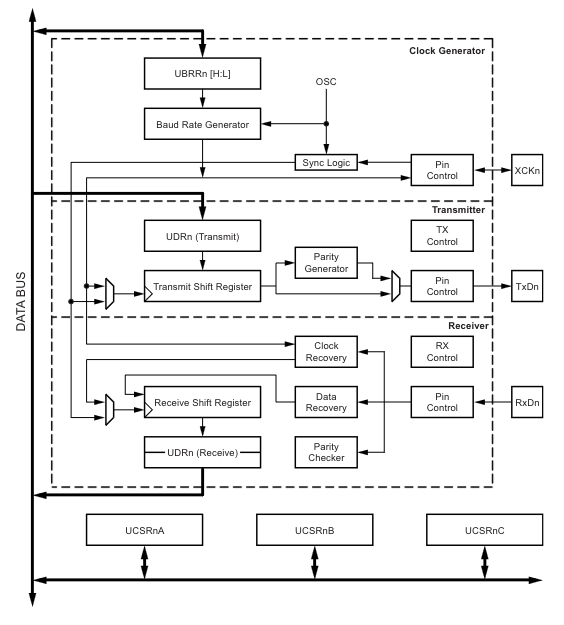 Clock Generator
UBRRn [H:L]
OSC
Baud Rate Generator
Sync Logic
Pin
Control
XCKn
Transmitter
UDRn (Transmit)
TX
Control
Parity
Generator
Transmit Shift Register
Pin
Control
TxDn
DATA BUS
Receiver
Clock
Recovery
RX
Control
Receive Shift Register
Data
Recovery
Pin
Control
RxDn
UDRn (Receive)
Parity
Checker
UCSRnA
UCSRnB
UCSRnC